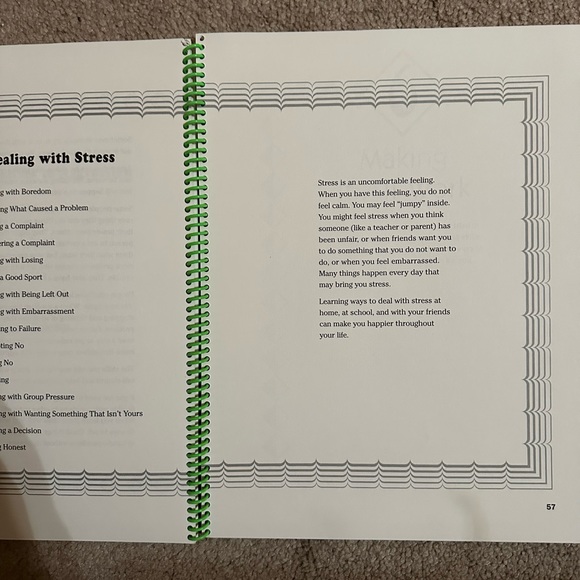 ealing with Stress
g with Boredom
ng What Caused a Problem
g a Complaint
ering a Complaint
g with Losing
a Good Sport
g with Being Left Out
g with Embarrassment
ng to Failure
ting No
g No
ng
ng with Group Pressure
ng with Wanting Something That Isn't Yours
ng a Decision
g Honest
Stress is an uncomfortable feeling.
When you have this feeling, you do not
feel calm. You may feel "jumpy" inside.
You might feel stress when you think
someone (like a teacher or parent) has
been unfair, or when friends want you
to do something that you do not want to
do, or when you feel embarrassed.
Many things happen every day that
may bring you stress.
Learning ways to deal with stress at
home, at school, and with your friends
can make you happier throughout
your life.
57